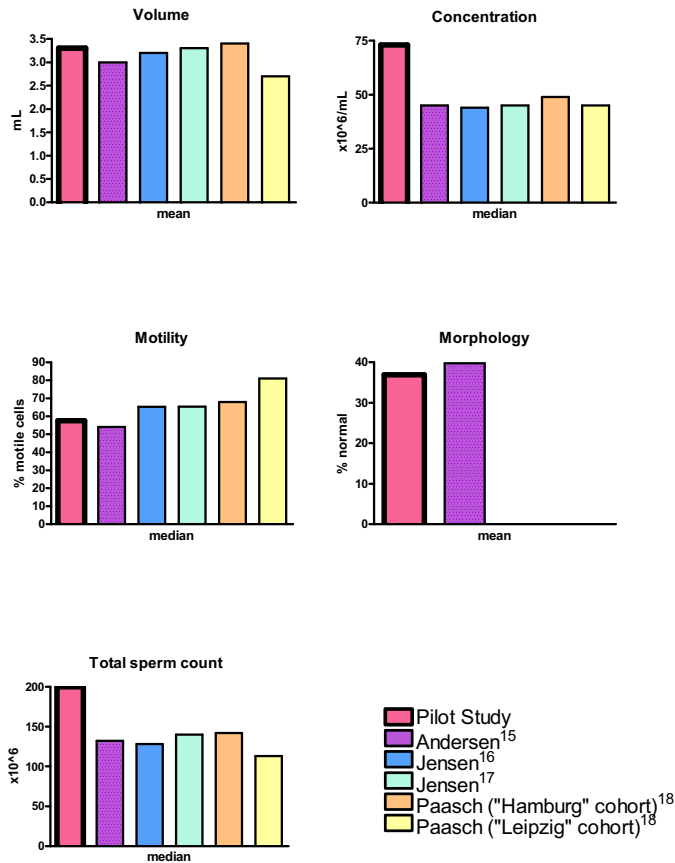 Volume
3.5
3.0
2.5
2.0
1.5
1.0
0.5
0.0
mL
mean
Concentration
75
50
25
0
x10^6/mL
median
Motility
90
80
70
60
50
40
30
20
10
0
% motile cells
median
Morphology
40
30
20
10
0
% normal
mean
Total sperm count
200
150
100
50
0
x10^6
median
Pilot Study
Andersen15
Jensen16
Jensen17
Paasch ("Hamburg" cohort)18
Paasch ("Leipzig" cohort)18